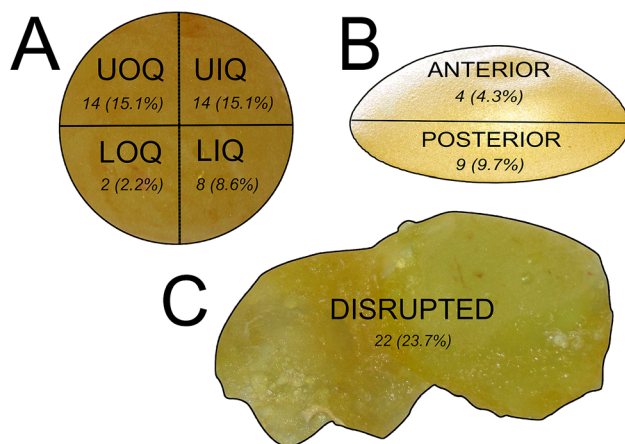 A
UOQ
14 (15.1%)
UIQ
14 (15.1%)
LOQ
2 (2.2%)
LIQ
8 (8.6%)
B
ANTERIOR
4 (4.3%)
POSTERIOR
9 (9.7%)
C
DISRUPTED
22 (23.7%)